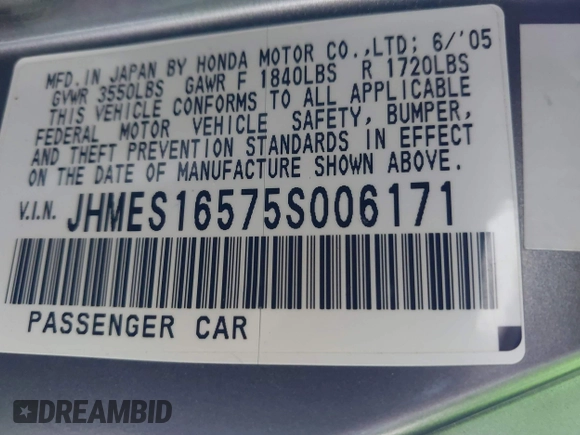 MFD. IN JAPAN BY HONDA MOTOR CO.,LTD; 6/'05
GVWR 3550LBS GAWR F 1840LBS R 1720LBS
THIS VEHICLE CONFORMS TO ALL APPLICABLE
FEDERAL MOTOR VEHICLE SAFETY, BUMPER,
AND THEFT PREVENTION STANDARDS IN EFFECT
ON THE DATE OF MANUFACTURE SHOWN ABOVE.
V.I.N. JHMES16575S006171
PASSENGER CAR
DREAMBID